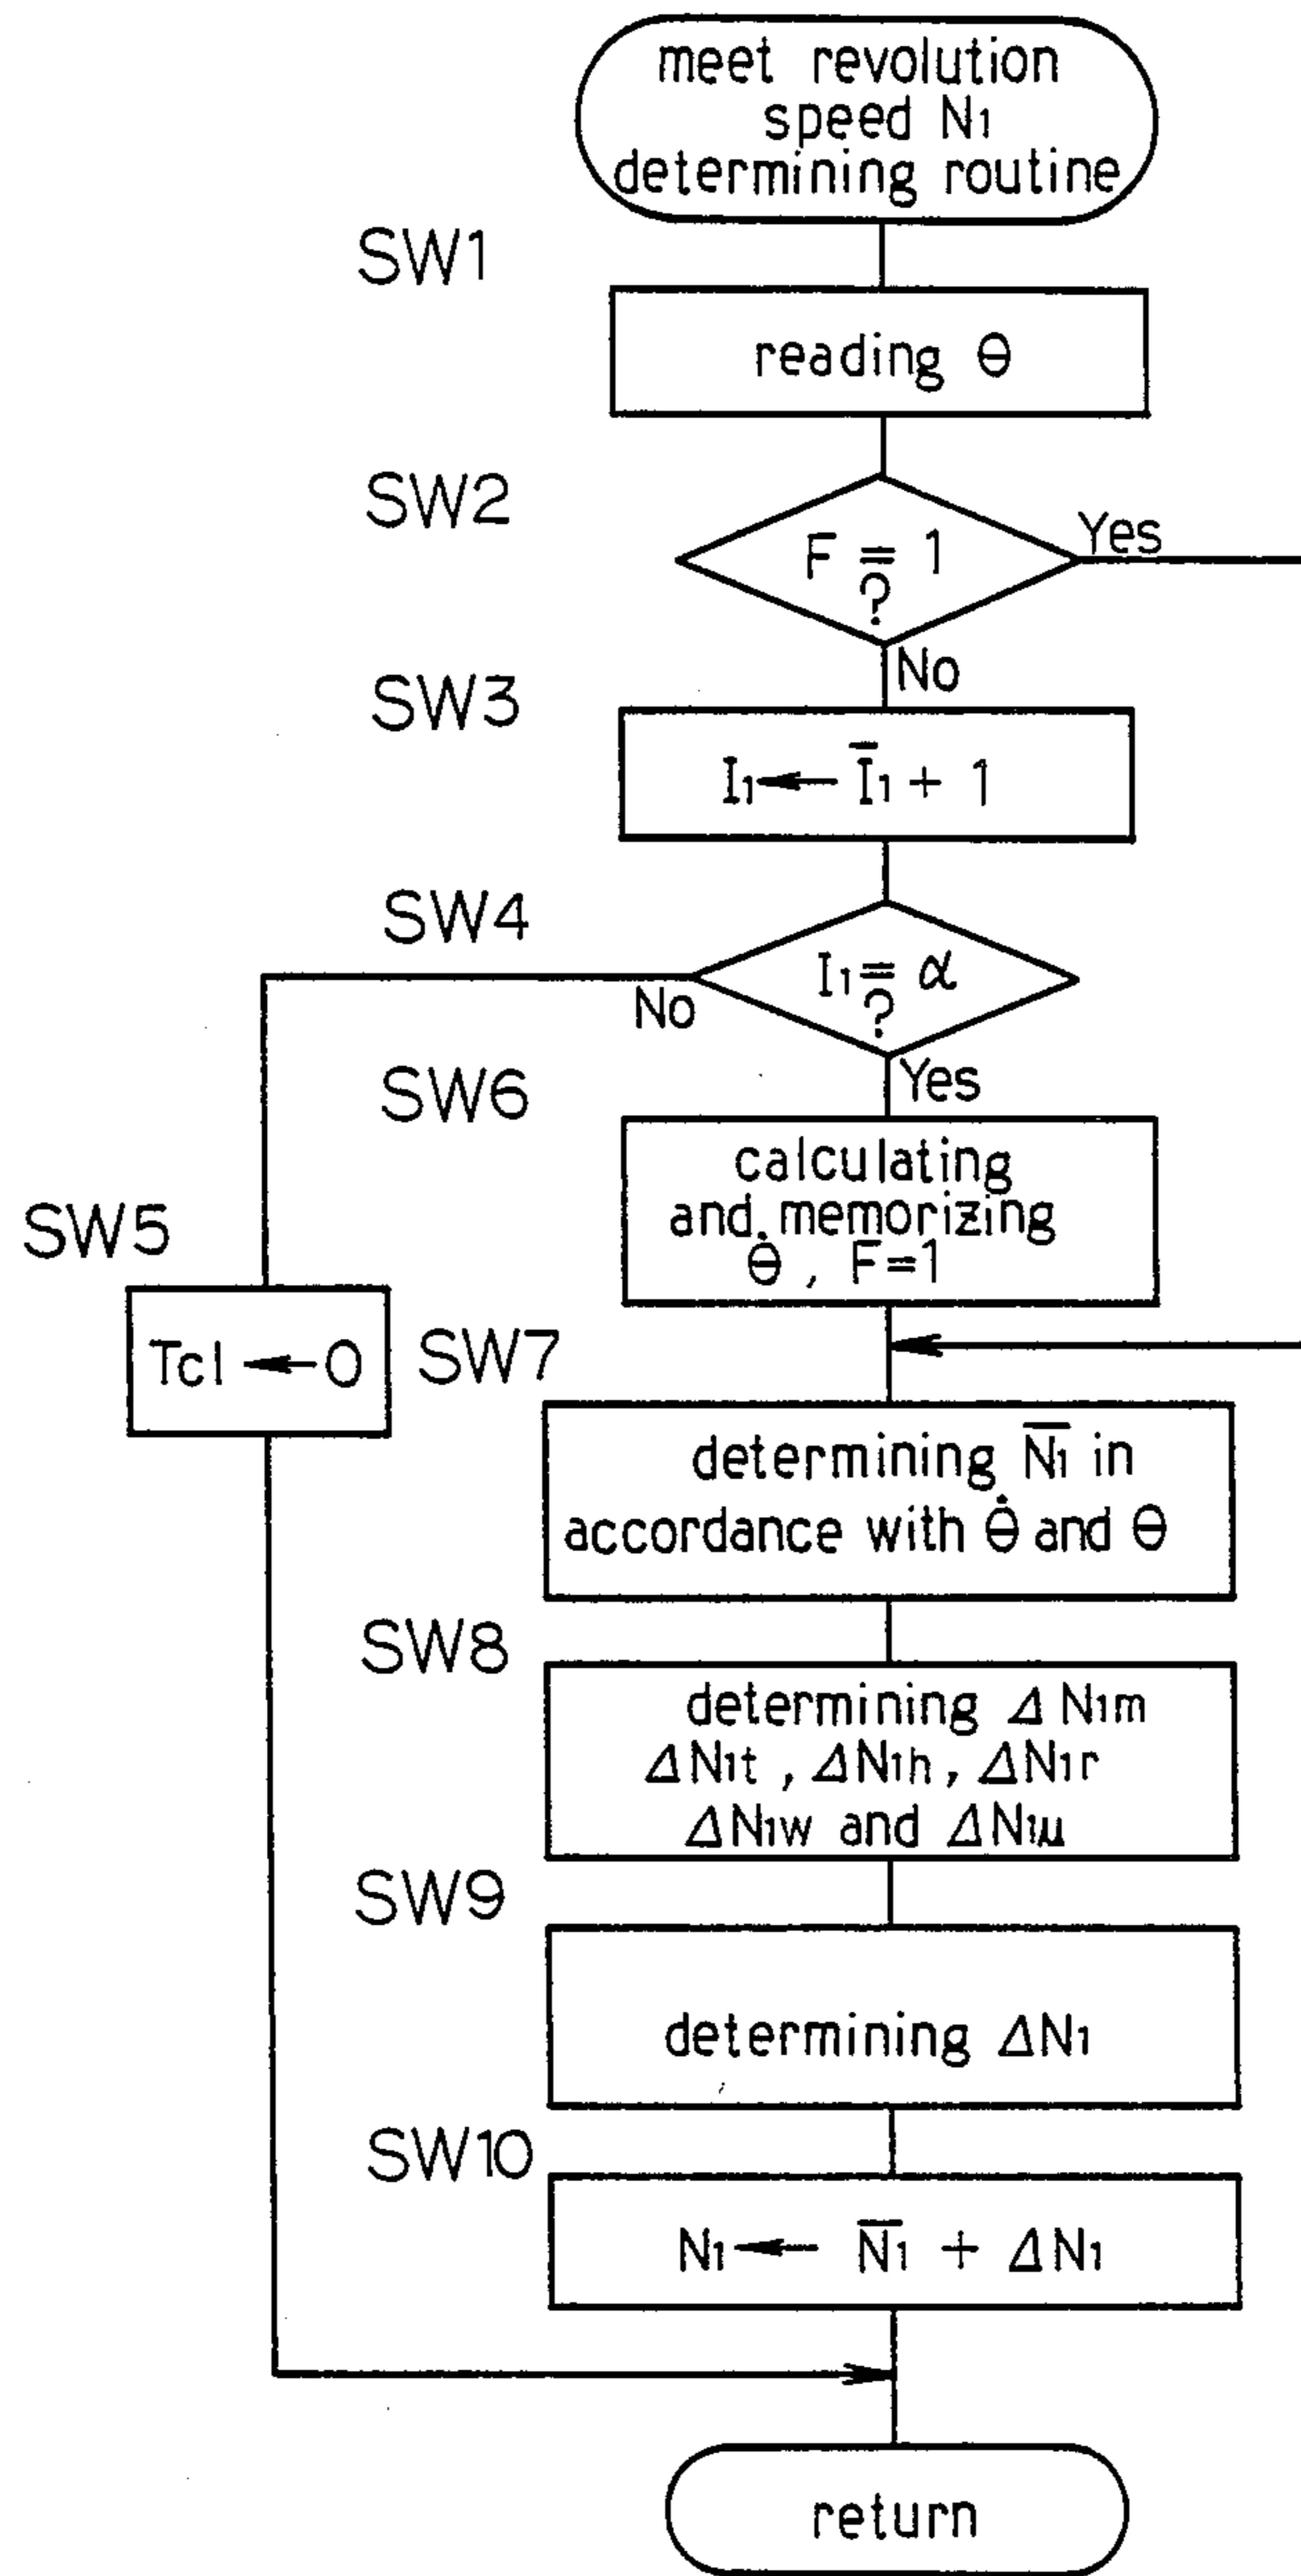 meet revolution
speed N₁
determining routine
SW1
reading θ
SW2
F = 1
?
Yes
No
SW3
I₁ ← I̅₁ + 1
SW4
I₁ = α
?
No
Yes
SW6
calculating
and memorizing
θ̇ , F=1
SW5
Tcl ← 0
SW7
determining N̅₁ in
accordance with θ̇ and θ
SW8
determining ΔN₁m
ΔN₁t , ΔN₁h , ΔN₁r
ΔN₁w and ΔN₁μ
SW9
determining ΔN₁
SW10
N₁ ← N̅₁ + ΔN₁
return